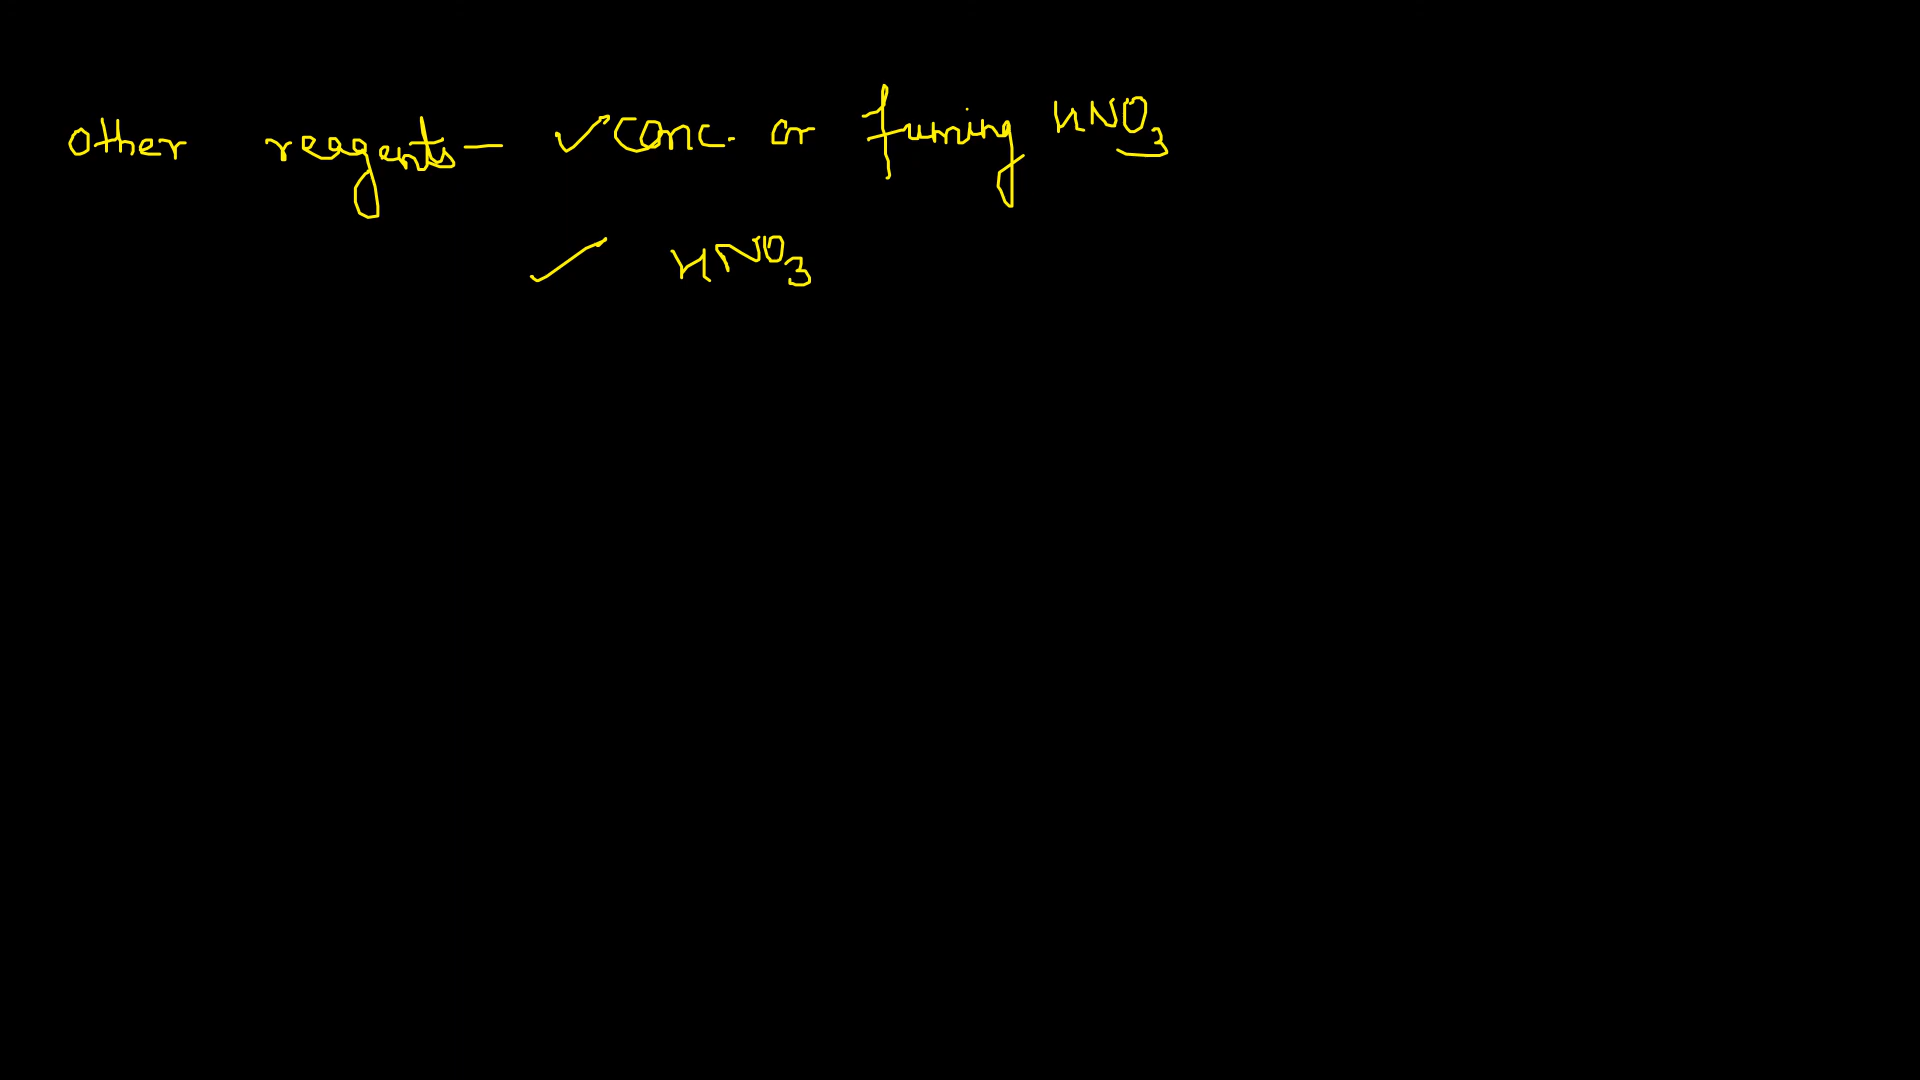 Other reagents— ✓ conc. or fuming HNO₃
✓ HNO₃